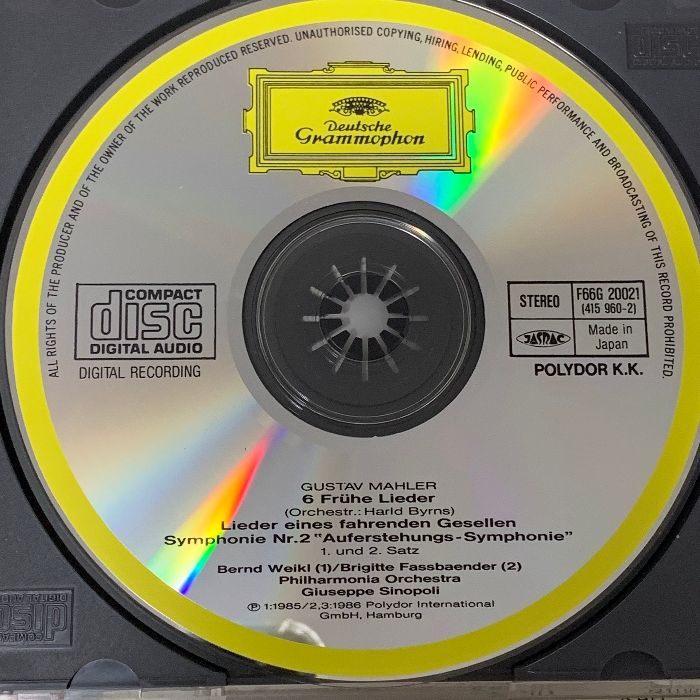 ALL RIGHTS OF THE PRODUCER AND OF THE OWNER OF THE WORK REPRODUCED RESERVED. UNAUTHORISED COPYING, HIRING, LENDING, PUBLIC PERFORMANCE AND BROADCASTING OF THIS RECORD PROHIBITED.
Deutsche
Grammophon
COMPACT
disc
DIGITAL AUDIO
DIGITAL RECORDING
STEREO
F66G 20021
(415 960-2)
JASRAC
Made in
Japan
POLYDOR K.K.
GUSTAV MAHLER
6 Frühe Lieder
(Orchestr.: Harld Byrns)
Lieder eines fahrenden Gesellen
Symphonie Nr.2 "Auferstehungs-Symphonie"
1. und 2. Satz
Bernd Weikl (1)/Brigitte Fassbaender (2)
Philharmonia Orchestra
Giuseppe Sinopoli
℗ 1:1985/2,3:1986 Polydor International
GmbH, Hamburg
disc